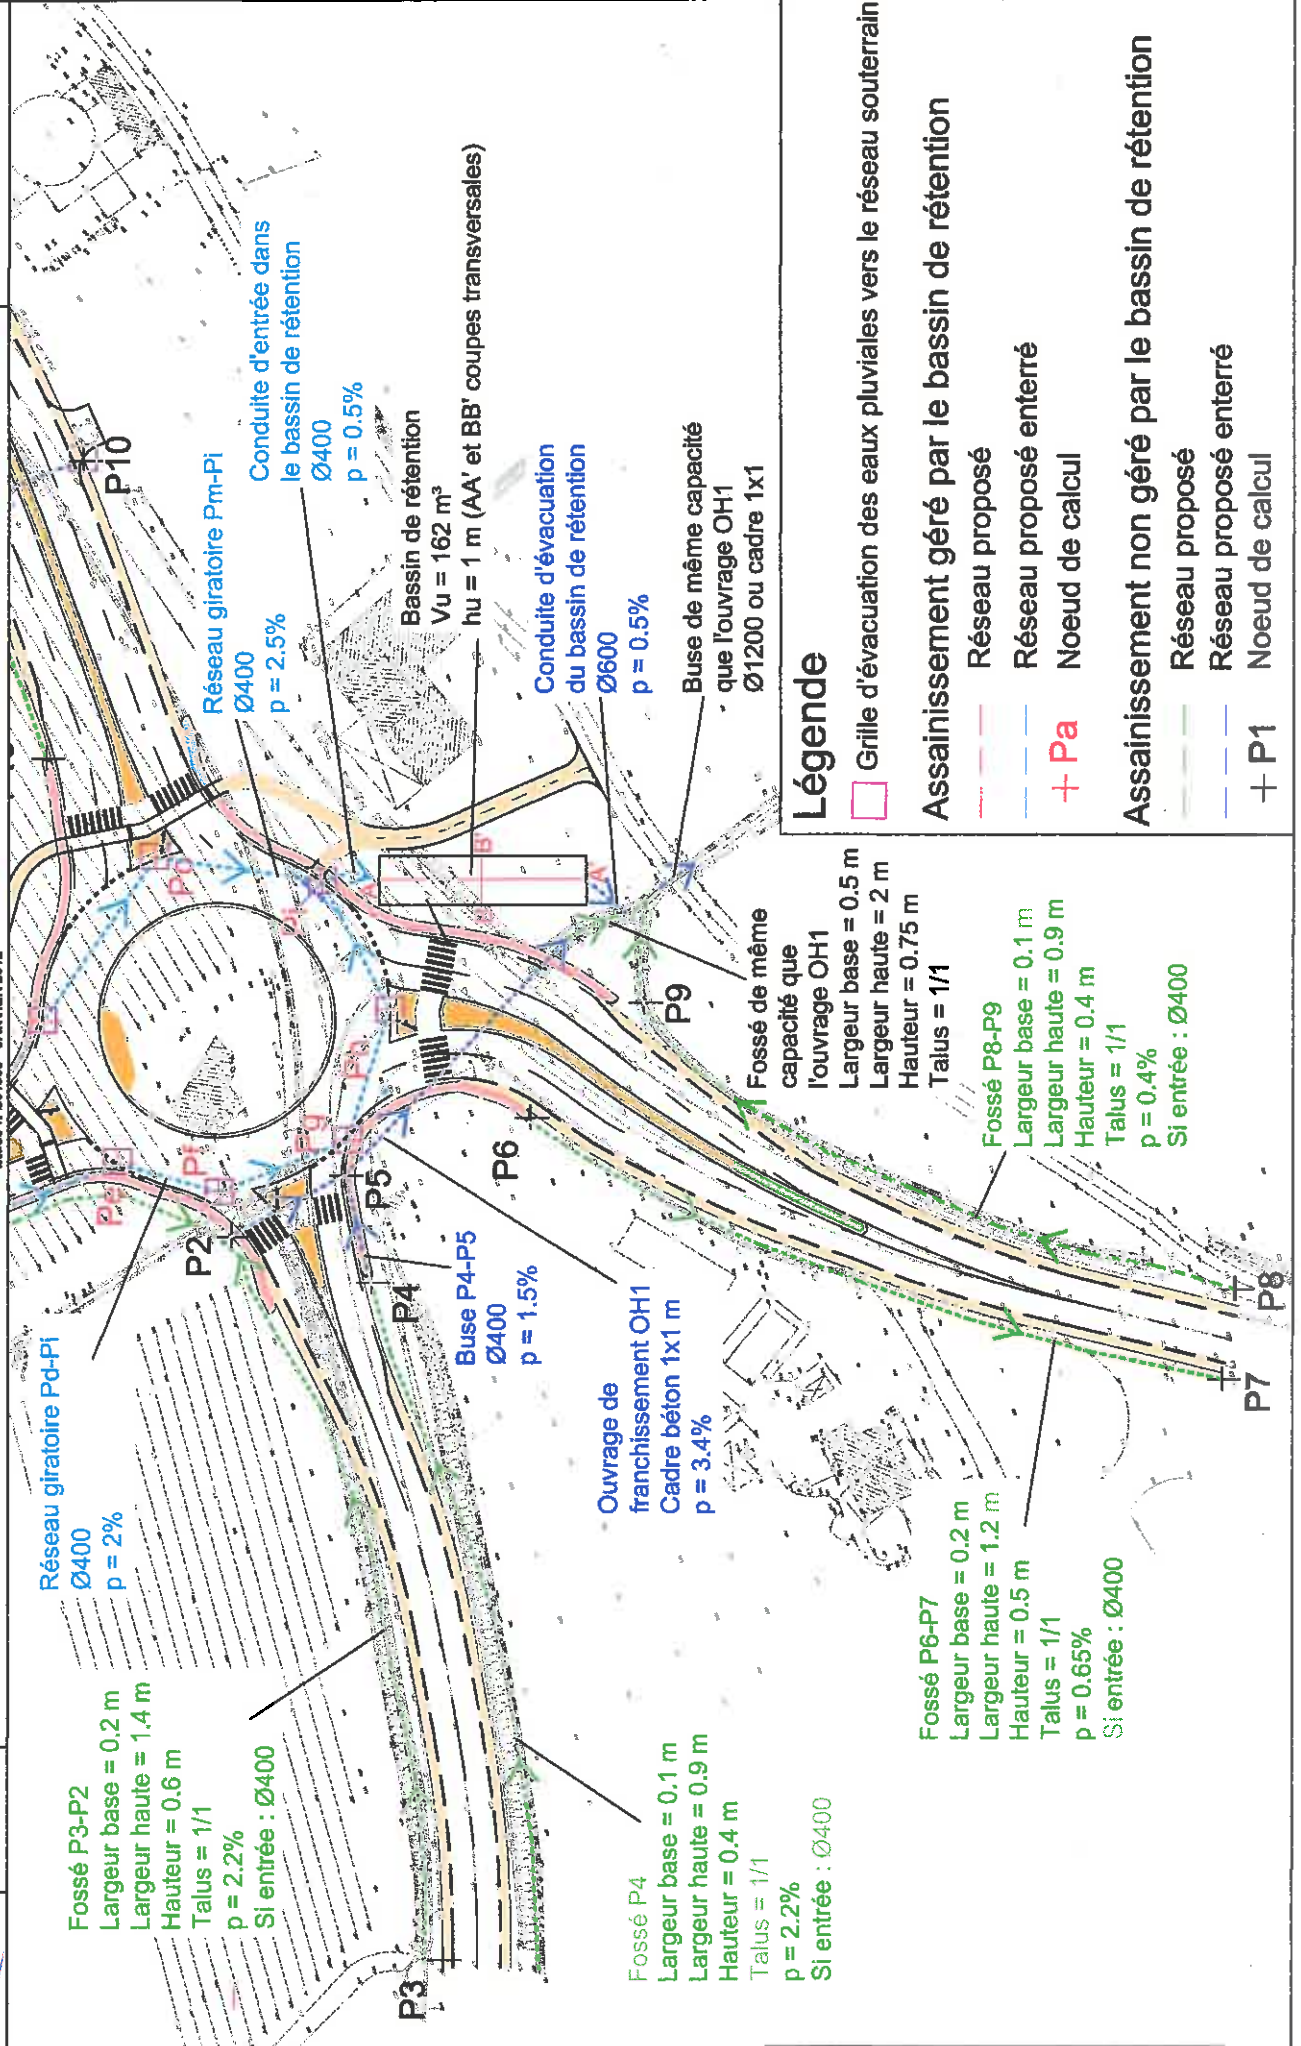 Fossé P3-P2
Largeur base = 0.2 m
Largeur haute = 1.4 m
Hauteur = 0.6 m
Talus = 1/1
p = 2.2%
Si entrée : Ø400
Réseau giratoire Pd-Pi
Ø400
p = 2%
P3
P2
Pe
Pf
Pg
Ph
Pi
Pc
P4
P5
P6
P7
P8
P9
P10
Fossé P4
Largeur base = 0.1 m
Largeur haute = 0.9 m
Hauteur = 0.4 m
Talus = 1/1
p = 2.2%
Si entrée : Ø400
Buse P4-P5
Ø400
p = 1.5%
Ouvrage de
franchissement OH1
Cadre béton 1x1 m
p = 3.4%
Fossé P6-P7
Largeur base = 0.2 m
Largeur haute = 1.2 m
Hauteur = 0.5 m
Talus = 1/1
p = 0.65%
Si entrée : Ø400
Fossé P8-P9
Largeur base = 0.1 m
Largeur haute = 0.9 m
Hauteur = 0.4 m
Talus = 1/1
p = 0.4%
Si entrée : Ø400
Fossé de même
capacité que
l'ouvrage OH1
Largeur base = 0.5 m
Largeur haute = 2 m
Hauteur = 0.75 m
Talus = 1/1
Réseau giratoire Pm-Pi
Ø400
p = 2.5%
Conduite d'entrée dans
le bassin de rétention
Ø400
p = 0.5%
Bassin de rétention
Vu = 162 m³
hu = 1 m (AA' et BB' coupes transversales)
A
A'
B
B'
Conduite d'évacuation
du bassin de rétention
Ø600
p = 0.5%
Buse de même capacité
que l'ouvrage OH1
Ø1200 ou cadre 1x1
Légende
Grille d'évacuation des eaux pluviales vers le réseau souterrain
Assainissement géré par le bassin de rétention
Réseau proposé
Réseau proposé enterré
Pa Noeud de calcul
Assainissement non géré par le bassin de rétention
Réseau proposé
Réseau proposé enterré
P1 Noeud de calcul